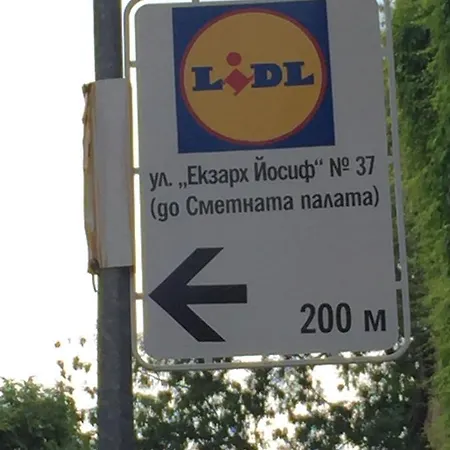 LIDL
ул. „Екзарх Йосиф“ № 37
(до Сметната палата)
200 м